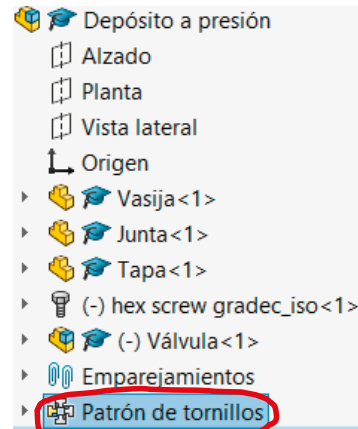 Depósito a presión
Alzado
Planta
Vista lateral
Origen
Vasija<1>
Junta<1>
Tapa<1>
(-) hex screw gradec_iso<1>
(-) Válvula<1>
Emparejamientos
Patrón de tornillos